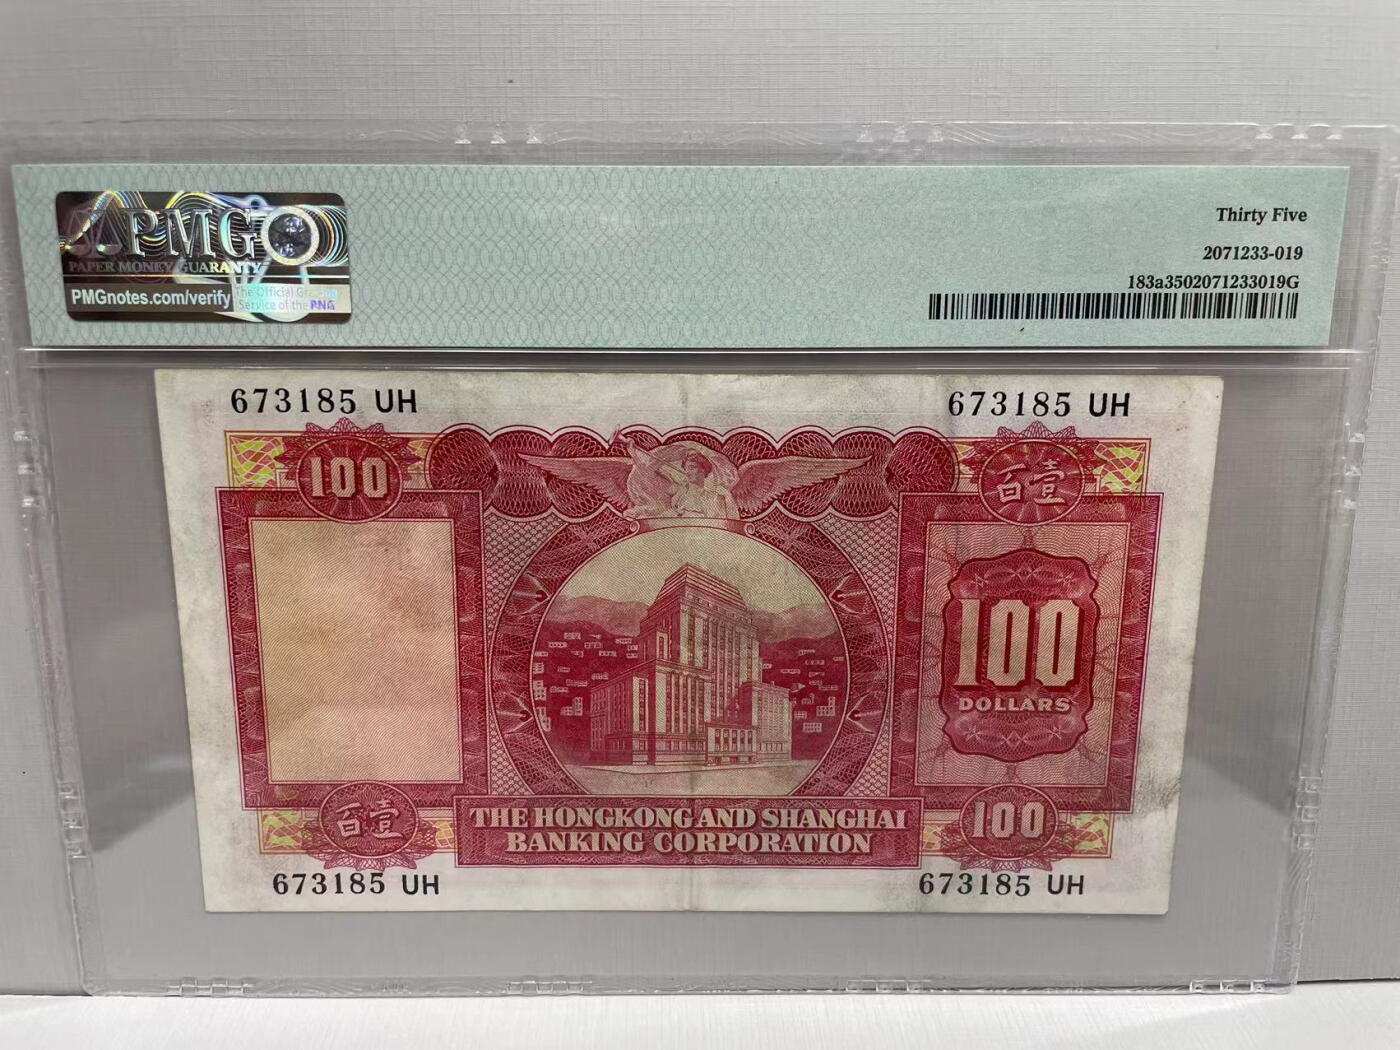 PMG
PAPER MONEY GUARANTY
PMGnotes.com/verify
The Official Grading
Service of the PNG
Thirty Five
2071233-019
183a3502071233019G
673185 UH
673185 UH
100
百壹
100
DOLLARS
百壹
100
THE HONGKONG AND SHANGHAI
BANKING CORPORATION
673185 UH
673185 UH